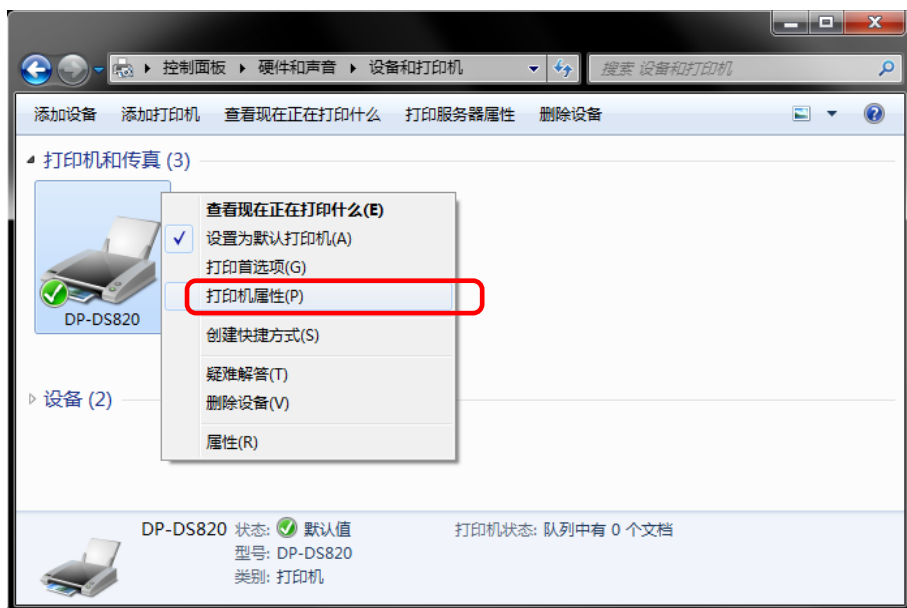 控制面板 硬件和声音 设备和打印机
搜索 设备和打印机
添加设备 添加打印机 查看现在正在打印什么 打印服务器属性 删除设备
打印机和传真 (3)
查看现在正在打印什么(E)
设置为默认打印机(A)
打印首选项(G)
打印机属性(P)
DP-DS820
创建快捷方式(S)
疑难解答(T)
设备 (2)
删除设备(V)
属性(R)
DP-DS820 状态: 默认值 打印机状态: 队列中有 0 个文档
型号: DP-DS820
类别: 打印机